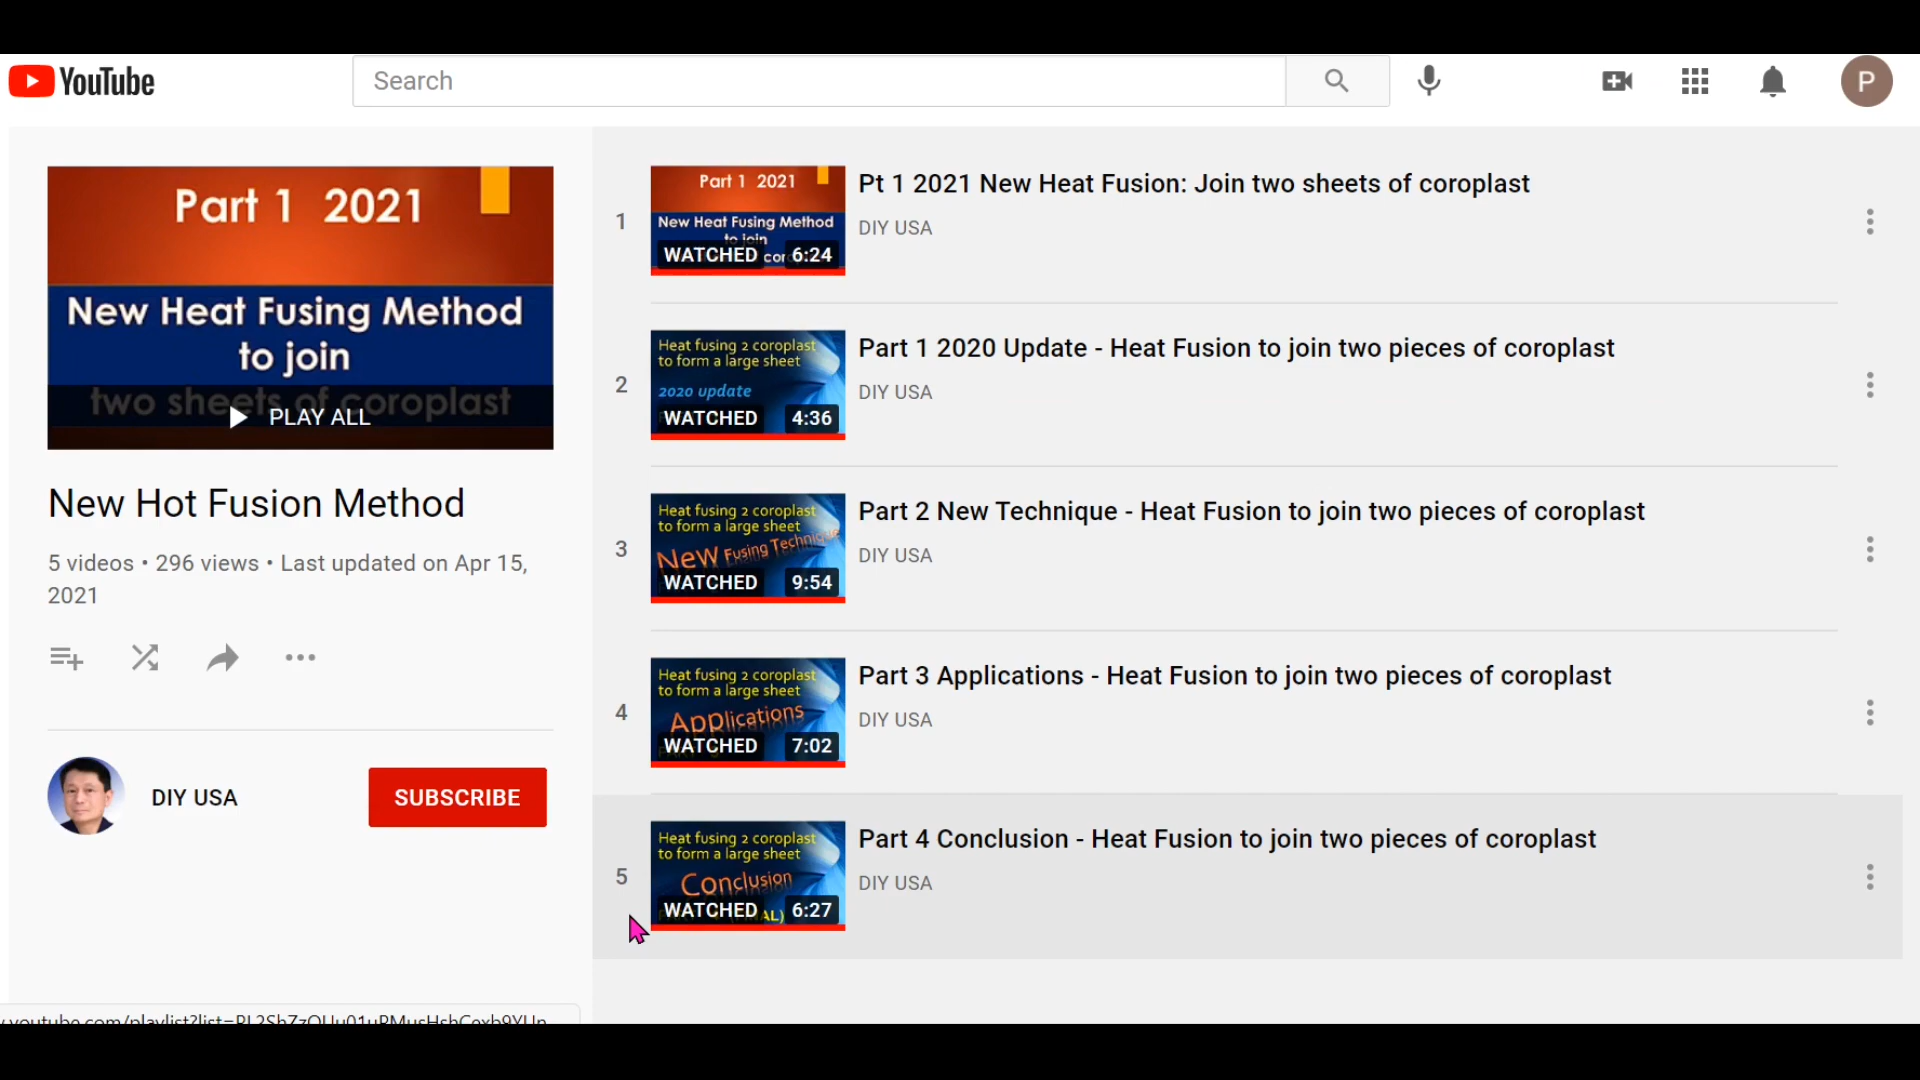 YouTube
Search
P
Part 1 2021
New Heat Fusing Method
to join
two sheets of coroplast
PLAY ALL
New Hot Fusion Method
5 videos • 296 views • Last updated on Apr 15,
2021
DIY USA
SUBSCRIBE
1
Part 1 2021
New Heat Fusing Method
to join
WATCHED
6:24
Pt 1 2021 New Heat Fusion: Join two sheets of coroplast
DIY USA
2
Heat fusing 2 coroplast
to form a large sheet
2020 update
WATCHED
4:36
Part 1 2020 Update - Heat Fusion to join two pieces of coroplast
DIY USA
3
Heat fusing 2 coroplast
to form a large sheet
New Fusing Technique
WATCHED
9:54
Part 2 New Technique - Heat Fusion to join two pieces of coroplast
DIY USA
4
Heat fusing 2 coroplast
to form a large sheet
Applications
WATCHED
7:02
Part 3 Applications - Heat Fusion to join two pieces of coroplast
DIY USA
5
Heat fusing 2 coroplast
to form a large sheet
Conclusion
WATCHED
6:27
Part 4 Conclusion - Heat Fusion to join two pieces of coroplast
DIY USA